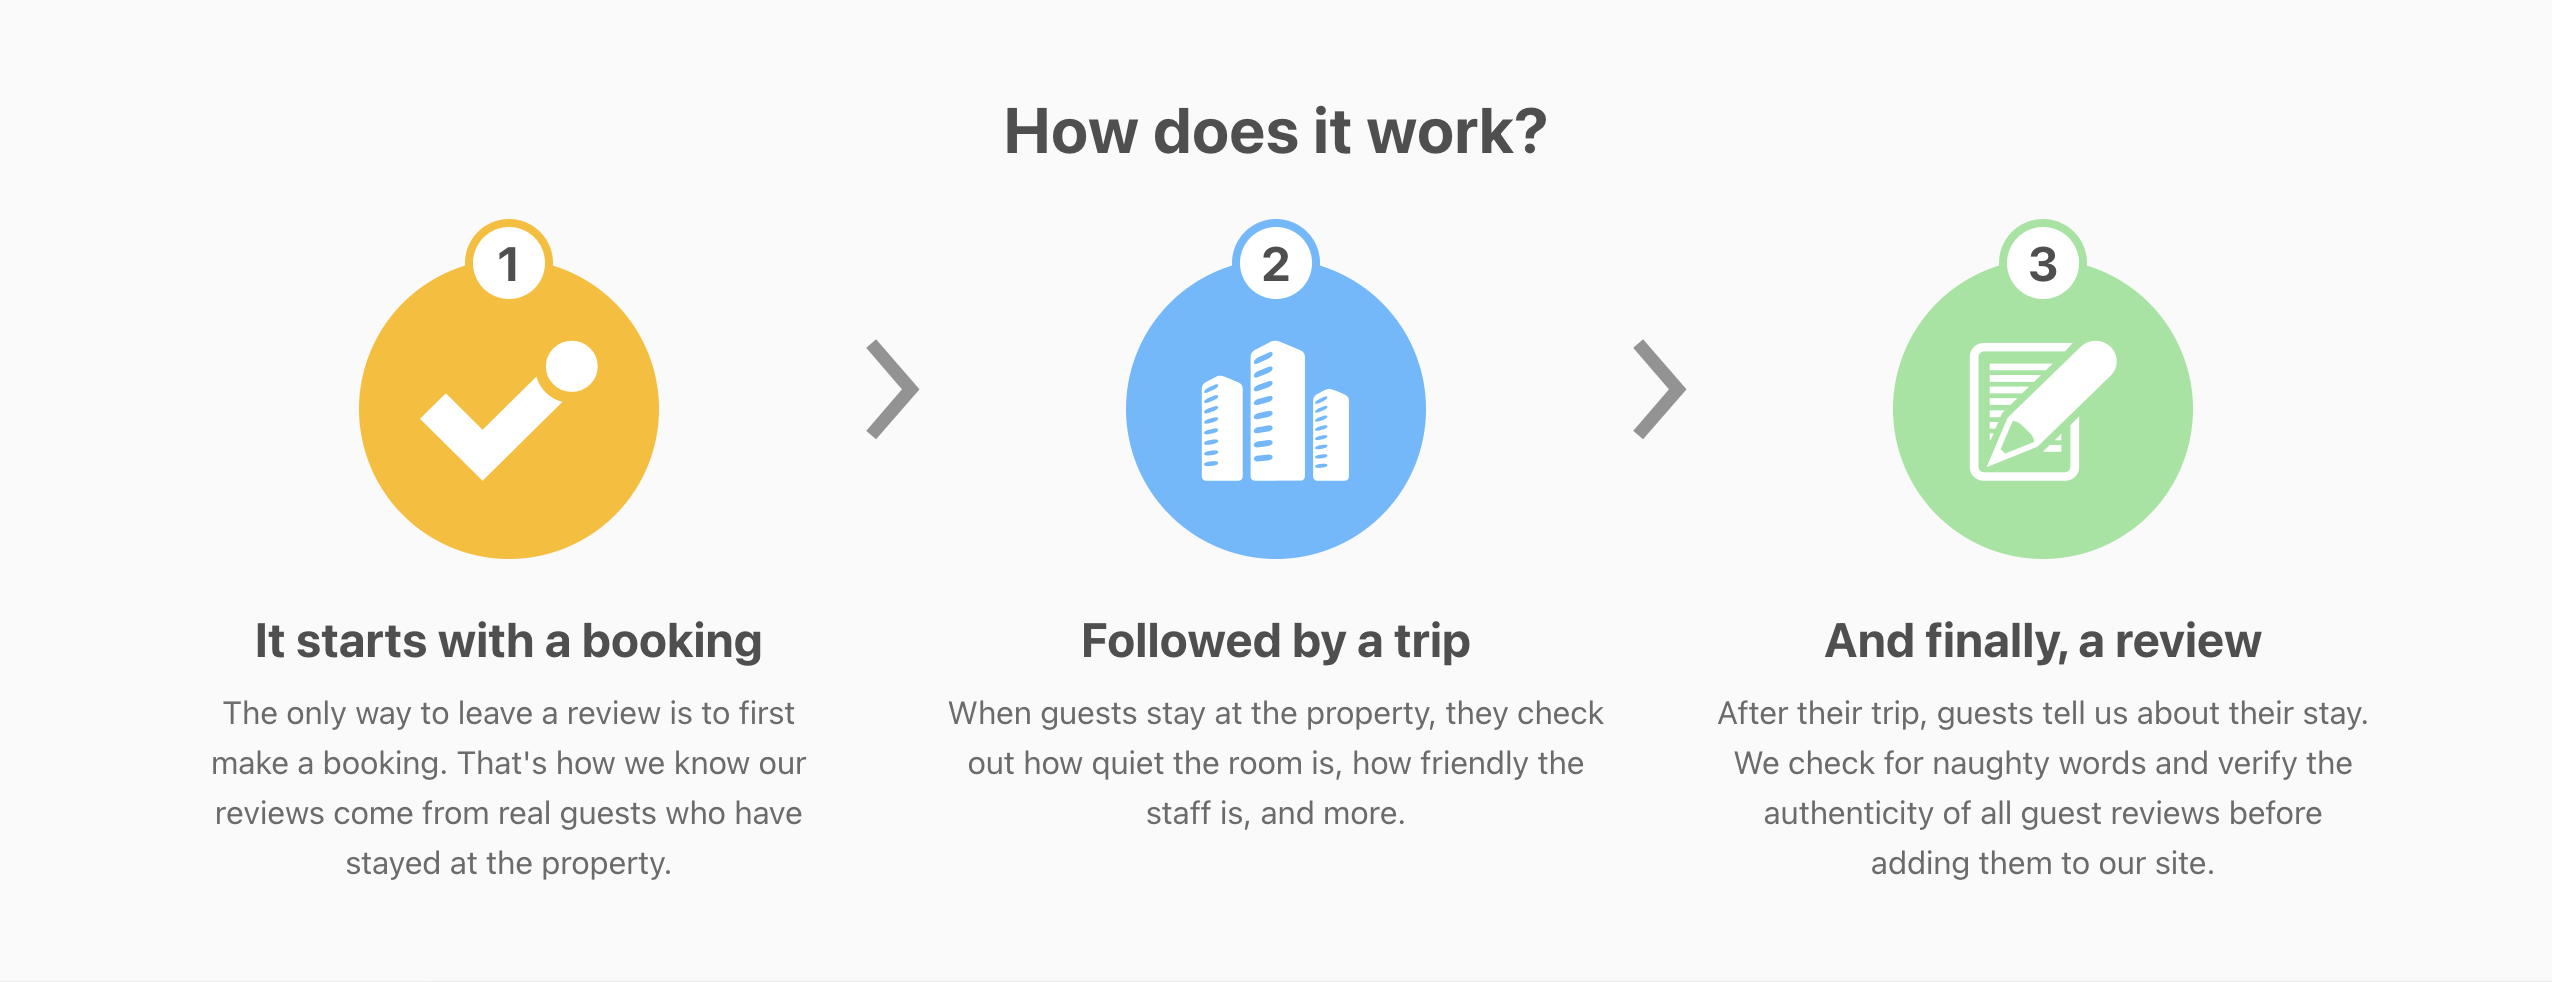 How does it work?
1
2
3
It starts with a booking
The only way to leave a review is to first
make a booking. That's how we know our
reviews come from real guests who have
stayed at the property.
Followed by a trip
When guests stay at the property, they check
out how quiet the room is, how friendly the
staff is, and more.
And finally, a review
After their trip, guests tell us about their stay.
We check for naughty words and verify the
authenticity of all guest reviews before
adding them to our site.